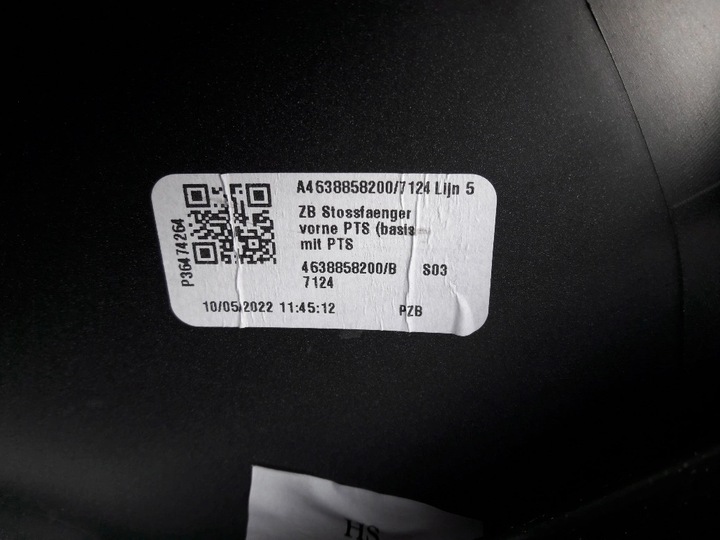 A4638858200/7124 Lijn 5
ZB Stossfaenger
vorne PTS (basis
mit PTS
4638858200/B S03
7124
10/05/2022 11:45:12 PZB
P36474264
HS